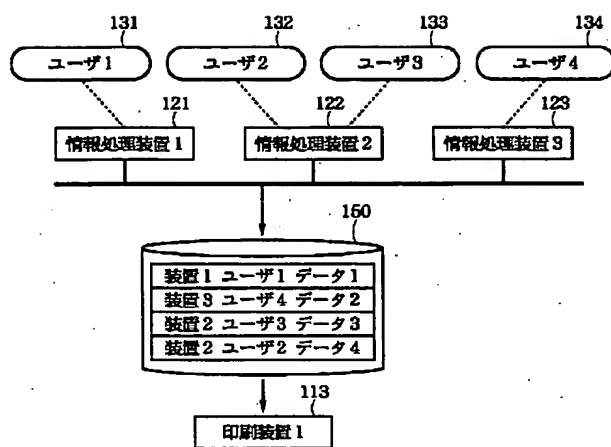 131 132 133 134
ユーザ1 ユーザ2 ユーザ3 ユーザ4
121 122 123
情報処理装置1 情報処理装置2 情報処理装置3
150
装置1 ユーザ1 データ1
装置3 ユーザ4 データ2
装置2 ユーザ3 データ3
装置2 ユーザ2 データ4
113
印刷装置1